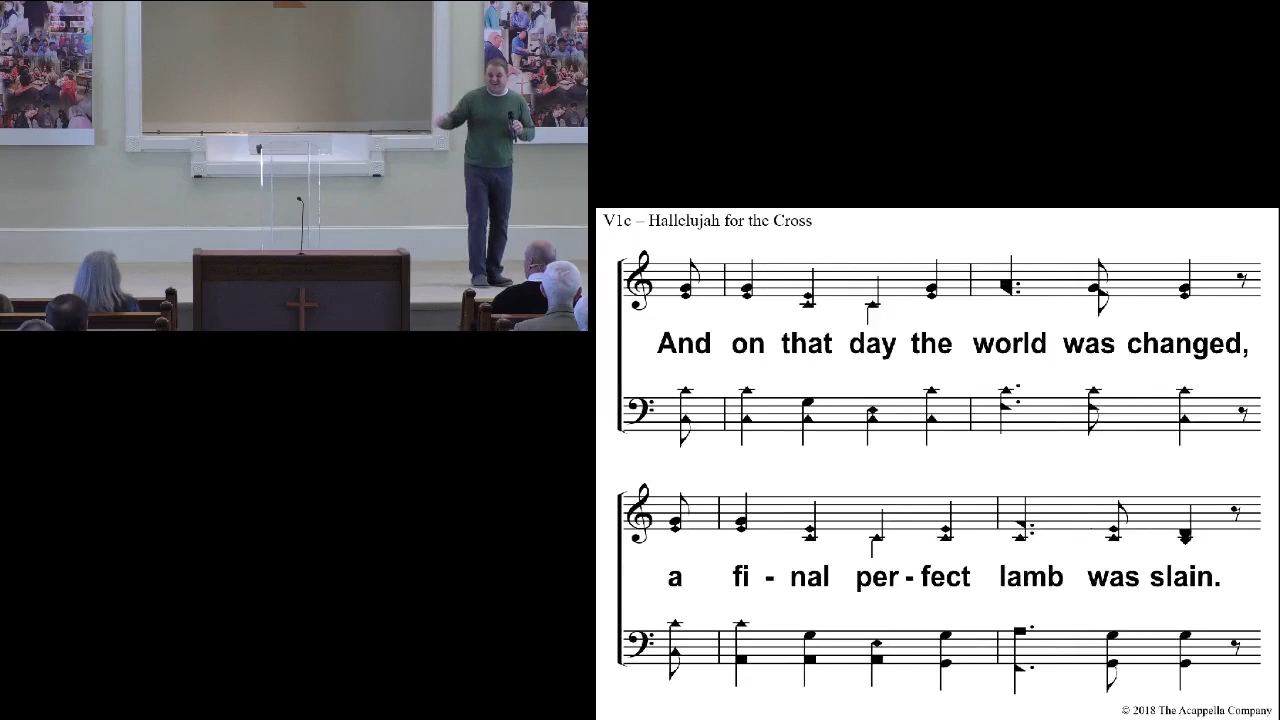 V1c – Hallelujah for the Cross
And on that day the world was changed,
a fi - nal per - fect lamb was slain.
© 2018 The Acappella Company